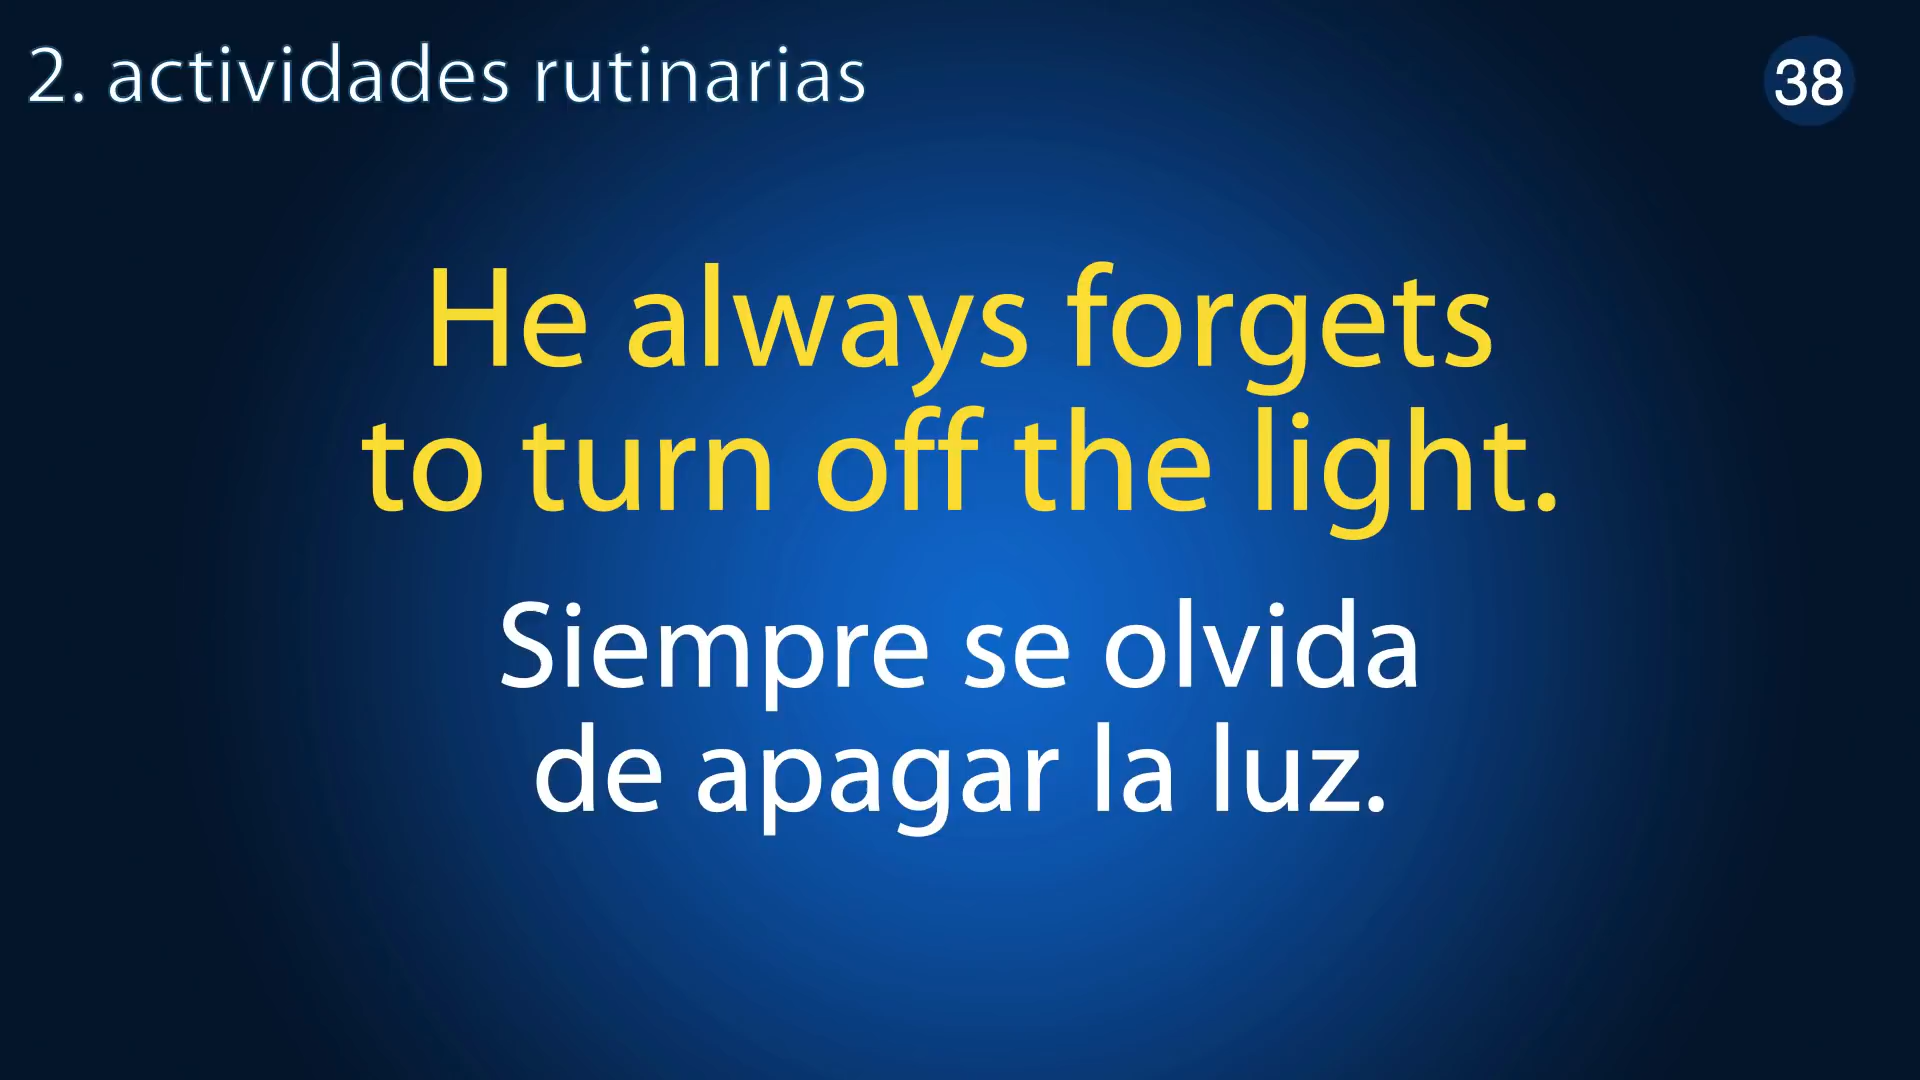 2. actividades rutinarias
38
He always forgets
to turn off the light.
Siempre se olvida
de apagar la luz.